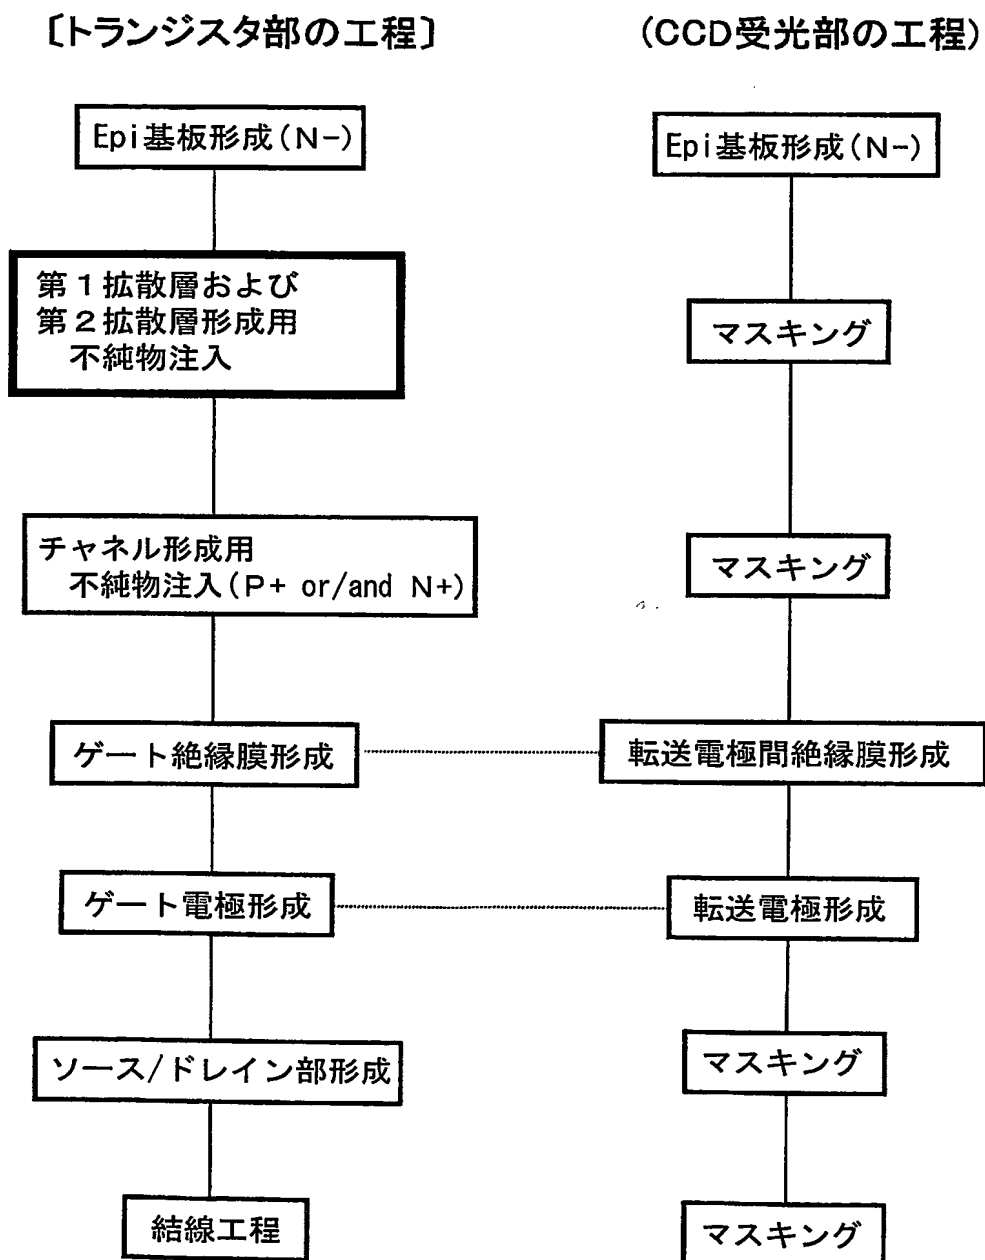 〔トランジスタ部の工程〕
(CCD受光部の工程)
Epi基板形成(N-)
Epi基板形成(N-)
第1拡散層および
第2拡散層形成用
不純物注入
マスキング
チャネル形成用
不純物注入(P+ or/and N+)
マスキング
ゲート絶縁膜形成
転送電極間絶縁膜形成
ゲート電極形成
転送電極形成
ソース/ドレイン部形成
マスキング
結線工程
マスキング